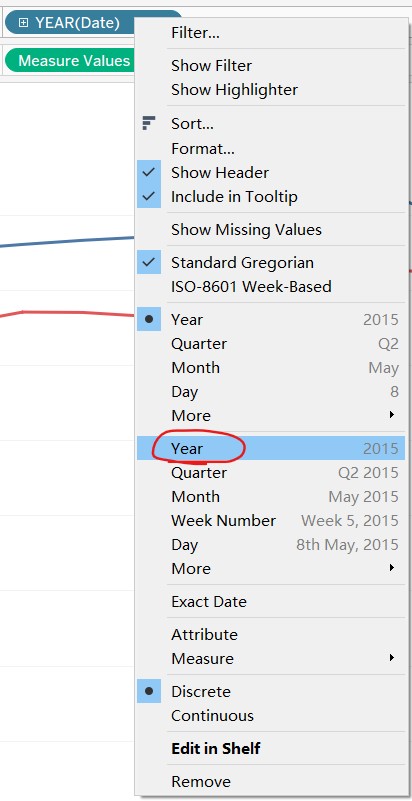 YEAR(Date)
Measure Values
Filter...
Show Filter
Show Highlighter
Sort...
Format...
Show Header
Include in Tooltip
Show Missing Values
Standard Gregorian
ISO-8601 Week-Based
Year 2015
Quarter Q2
Month May
Day 8
More
Year 2015
Quarter Q2 2015
Month May 2015
Week Number Week 5, 2015
Day 8th May, 2015
More
Exact Date
Attribute
Measure
Discrete
Continuous
Edit in Shelf
Remove